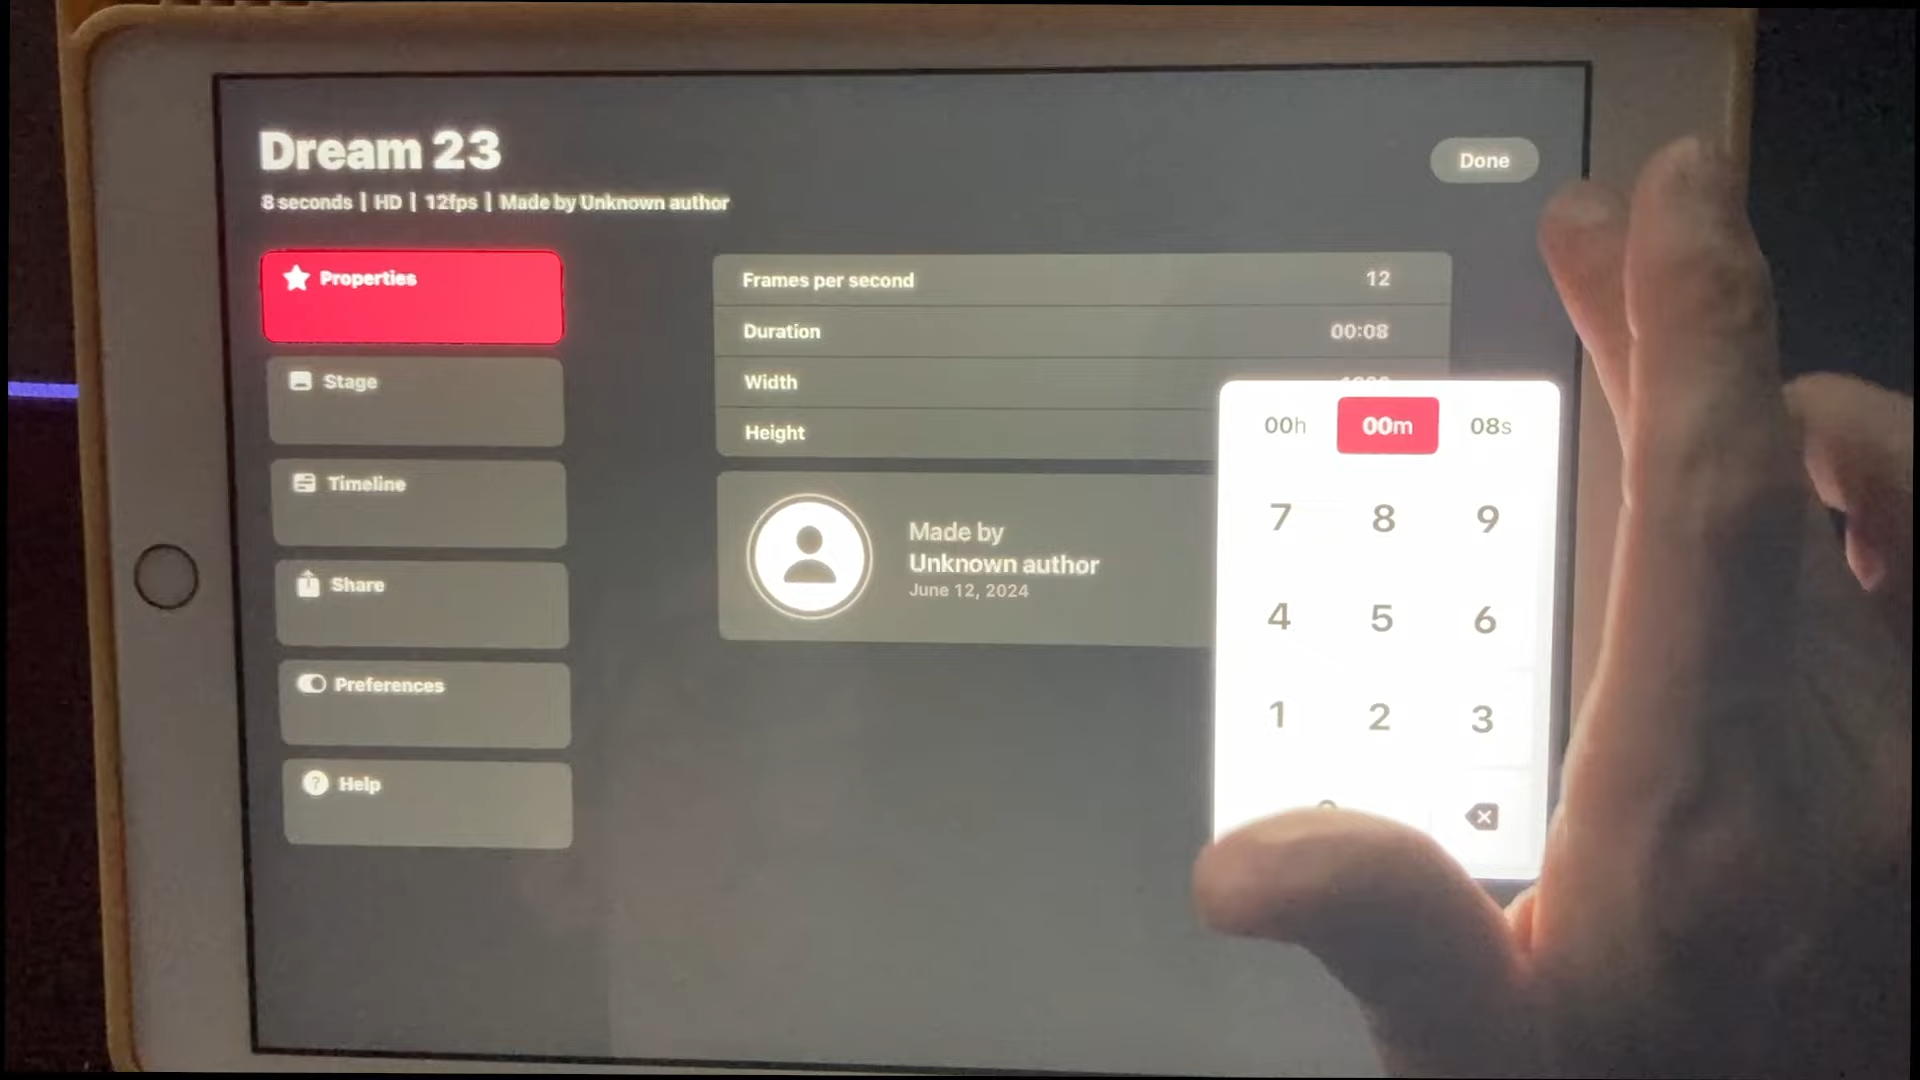 Dream 23
Done
8 seconds | HD | 12fps | Made by Unknown author
Properties
Stage
Timeline
Share
Preferences
Help
Frames per second 12
Duration 00:08
Width
Height
Made by
Unknown author
June 12, 2024
00h 00m 08s
7 8 9
4 5 6
1 2 3